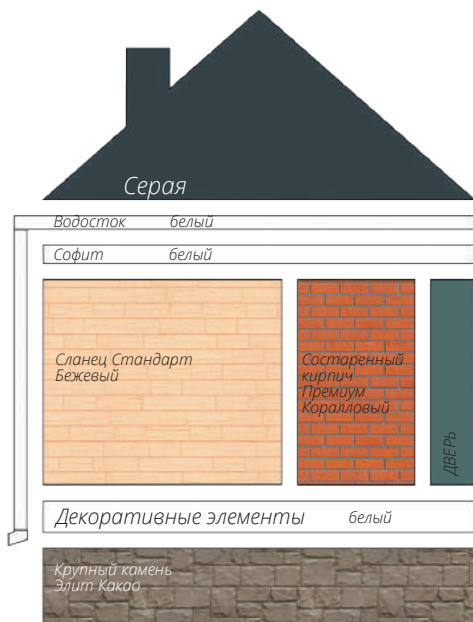 Серая
Водосток белый
Софит белый
Сланец Стандарт
Бежевый
Состаренный
кирпич
Премиум
Коралловый
ДВЕРЬ
Декоративные элементы белый
Крупный камень
Элит Какао